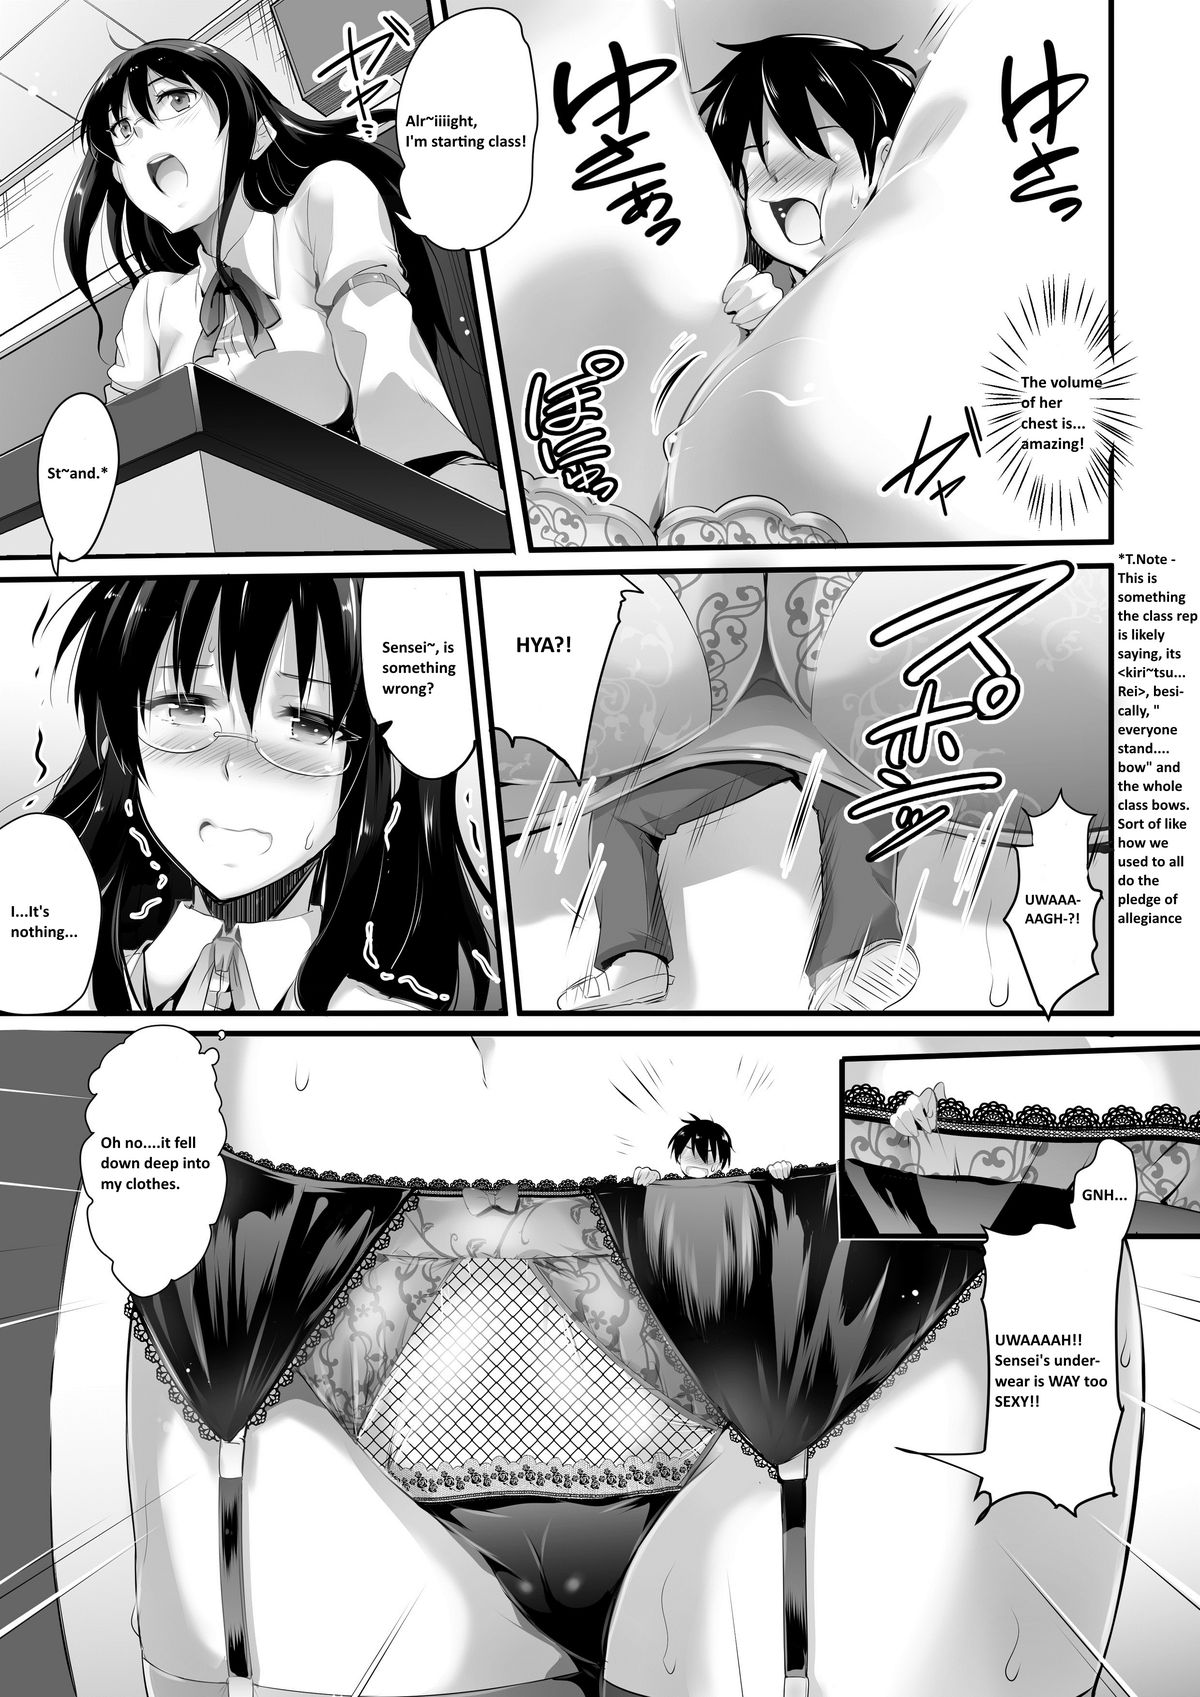 ゆさっ
ゆさぁっ
The volume
of her
chest is...
amazing!
Alr~iiiight,
I'm starting class!
St~and.*
*T.Note -
This is
something
the class rep
is likely
saying, its
<kiri~tsu...
Rei>, besi-
cally, "
everyone
stand....
bow" and
the whole
class bows.
Sort of like
how we
used to all
do the
pledge of
allegiance
HYA?!
UWAAA-
AAGH-?!
Sensei~, is
something
wrong?
I...It's
nothing...
GNH...
UWAAAAH!!
Sensei's under-
wear is WAY too
SEXY!!
Oh no....it fell
down deep into
my clothes.